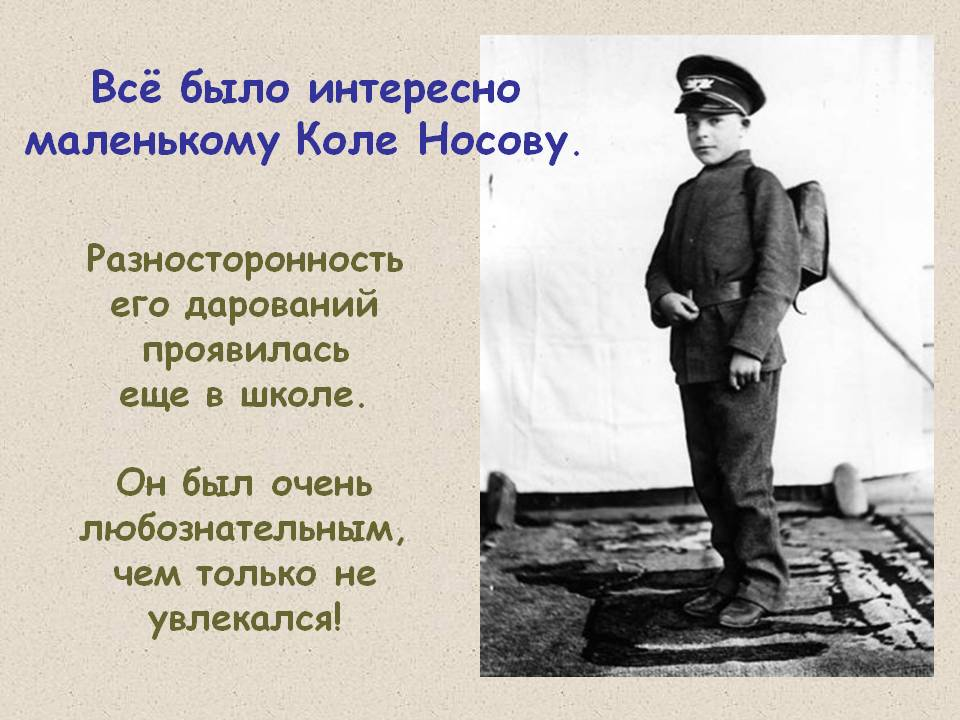 Всё было интересно
маленькому Коле Носову.
Разносторонность
его дарований
проявилась
еще в школе.
Он был очень
любознательным,
чем только не
увлекался!